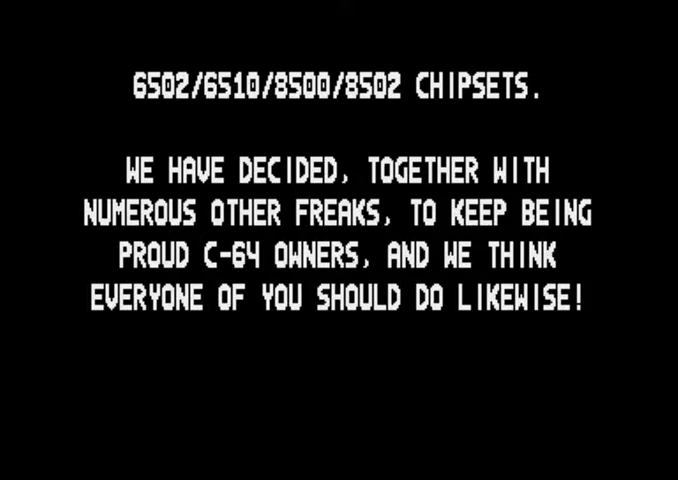 6502/6510/8500/8502 CHIPSETS.
WE HAVE DECIDED, TOGETHER WITH
NUMEROUS OTHER FREAKS, TO KEEP BEING
PROUD C-64 OWNERS, AND WE THINK
EVERYONE OF YOU SHOULD DO LIKEWISE!